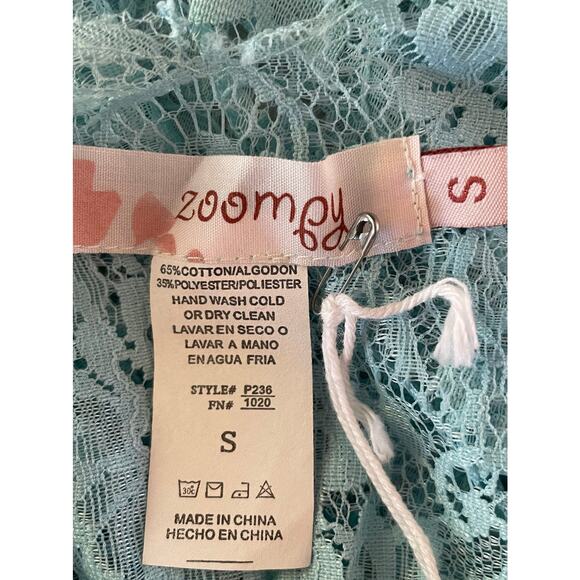 zoompy
S
65%COTTON/ALGODON
35%POLYESTER/POLIESTER
HAND WASH COLD
OR DRY CLEAN
LAVAR EN SECO O
LAVAR A MANO
EN AGUA FRIA
STYLE# P236
FN# 1020
S
30C
MADE IN CHINA
HECHO EN CHINA